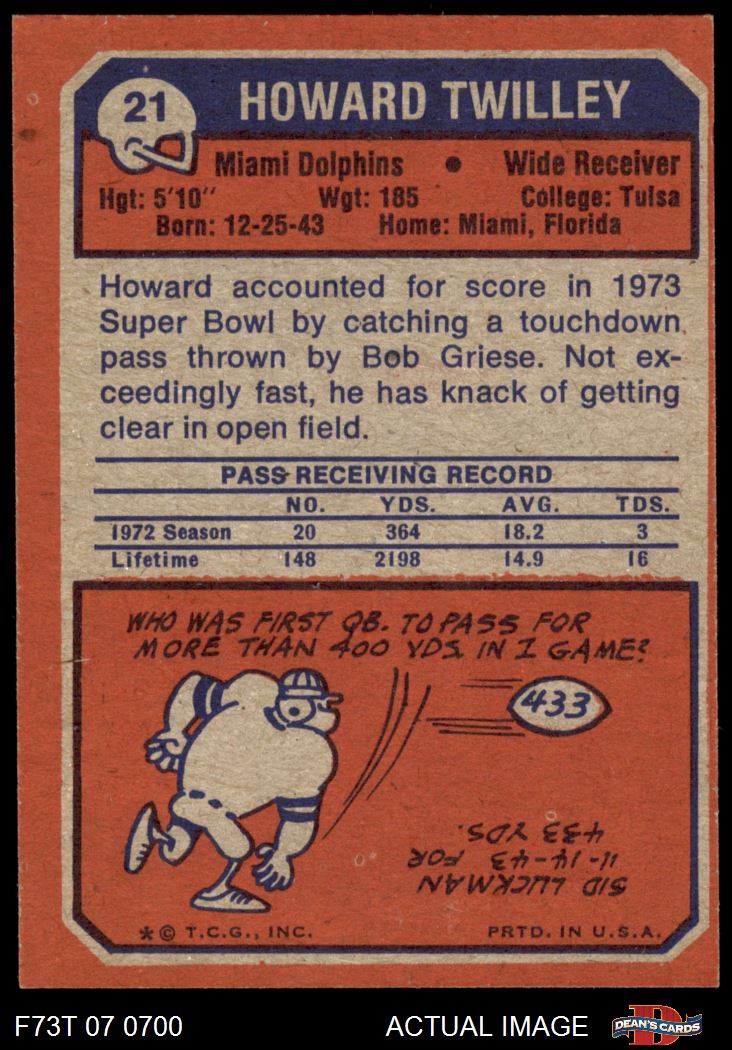 21
HOWARD TWILLEY
Miami Dolphins • Wide Receiver
Hgt: 5'10" Wgt: 185 College: Tulsa
Born: 12-25-43 Home: Miami, Florida
Howard accounted for score in 1973
Super Bowl by catching a touchdown
pass thrown by Bob Griese. Not ex-
ceedingly fast, he has knack of getting
clear in open field.
PASS RECEIVING RECORD
NO. YDS. AVG. TDS.
1972 Season 20 364 18.2 3
Lifetime 148 2198 14.9 16
WHO WAS FIRST QB. TO PASS FOR
MORE THAN 400 YDS. IN 1 GAME?
433
SID LUCKMAN
11-14-43 FOR
433 YDS.
* © T.C.G., INC. PRTD. IN U.S.A.
F73T 07 0700 ACTUAL IMAGE
D
DEAN'S CARDS